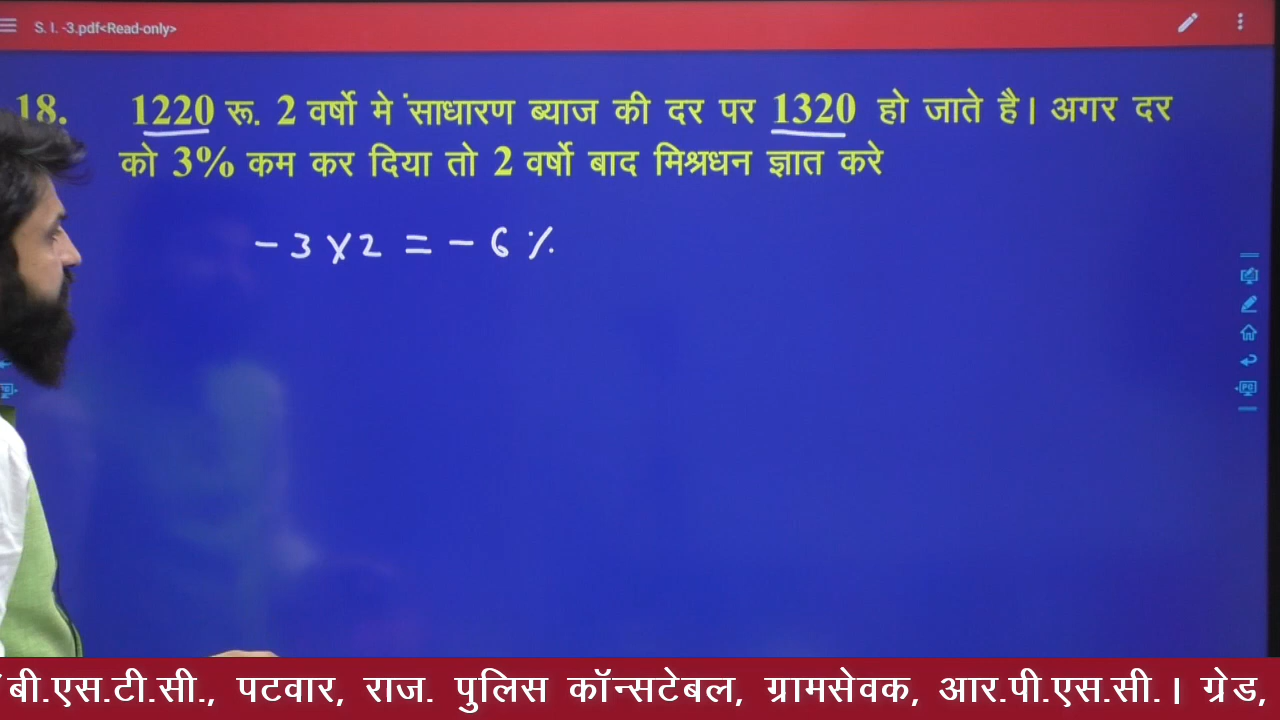 S. I. -3.pdf<Read-only>
18. 1220 रू. 2 वर्षो मे साधारण ब्याज की दर पर 1320 हो जाते है। अगर दर
को 3% कम कर दिया तो 2 वर्षो बाद मिश्रधन ज्ञात करे
-3 x 2 = -6 %
बी.एस.टी.सी., पटवार, राज. पुलिस कॉन्सटेबल, ग्रामसेवक, आर.पी.एस.सी.। ग्रेड,